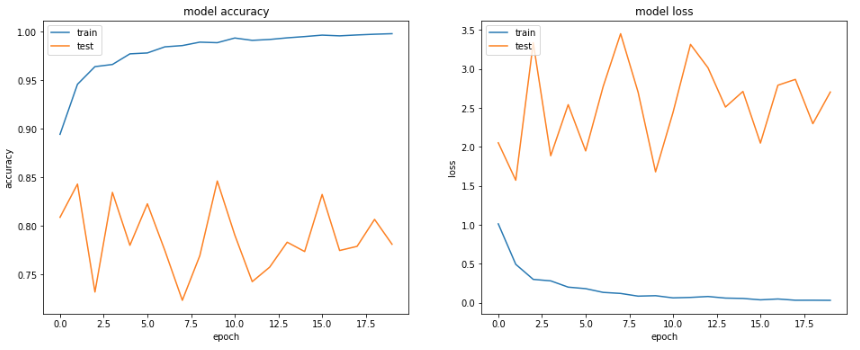 model accuracy
train
test
1.00
0.95
0.90
0.85
0.80
0.75
accuracy
0.0 2.5 5.0 7.5 10.0 12.5 15.0 17.5
epoch
model loss
train
test
3.5
3.0
2.5
2.0
1.5
1.0
0.5
0.0
loss
0.0 2.5 5.0 7.5 10.0 12.5 15.0 17.5
epoch